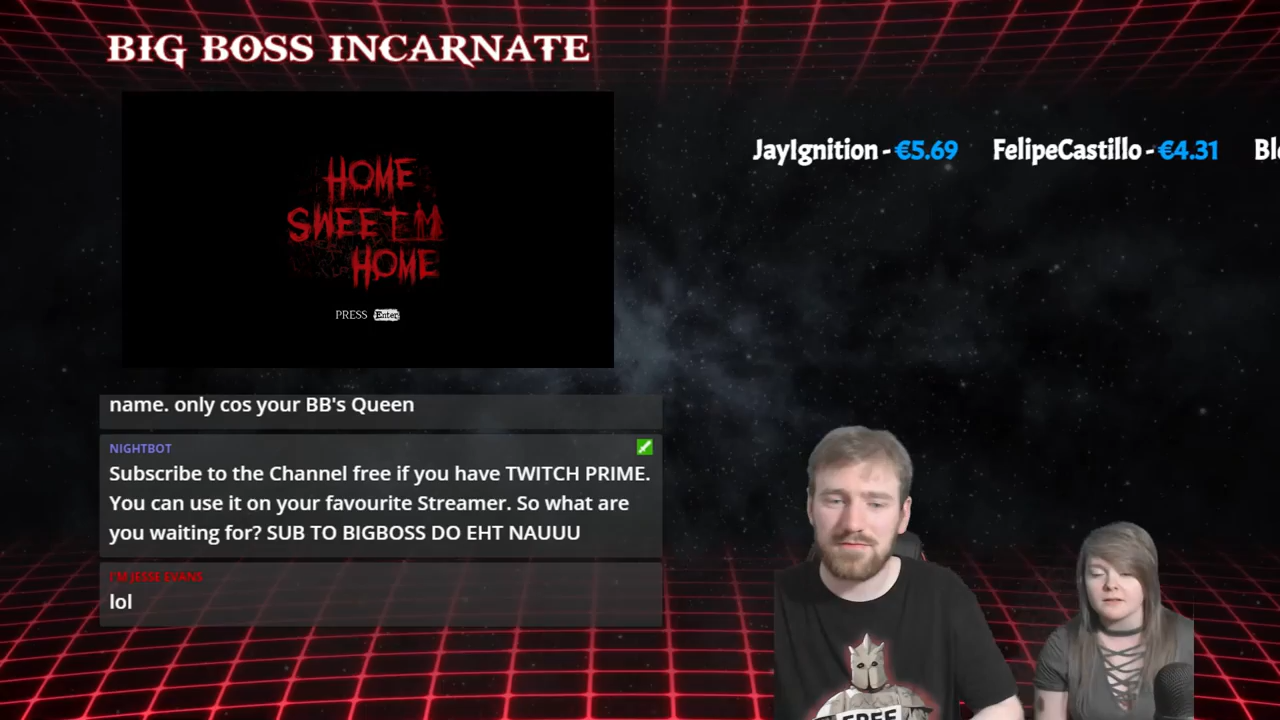 BIG BOSS INCARNATE
JayIgnition - €5.69 FelipeCastillo - €4.31
HOME
SWEET
HOME
PRESS Enter
name. only cos your BB's Queen
NIGHTBOT
Subscribe to the Channel free if you have TWITCH PRIME.
You can use it on your favourite Streamer. So what are
you waiting for? SUB TO BIGBOSS DO EHT NAUUU
I'M JESSE EVANS
lol
FREE